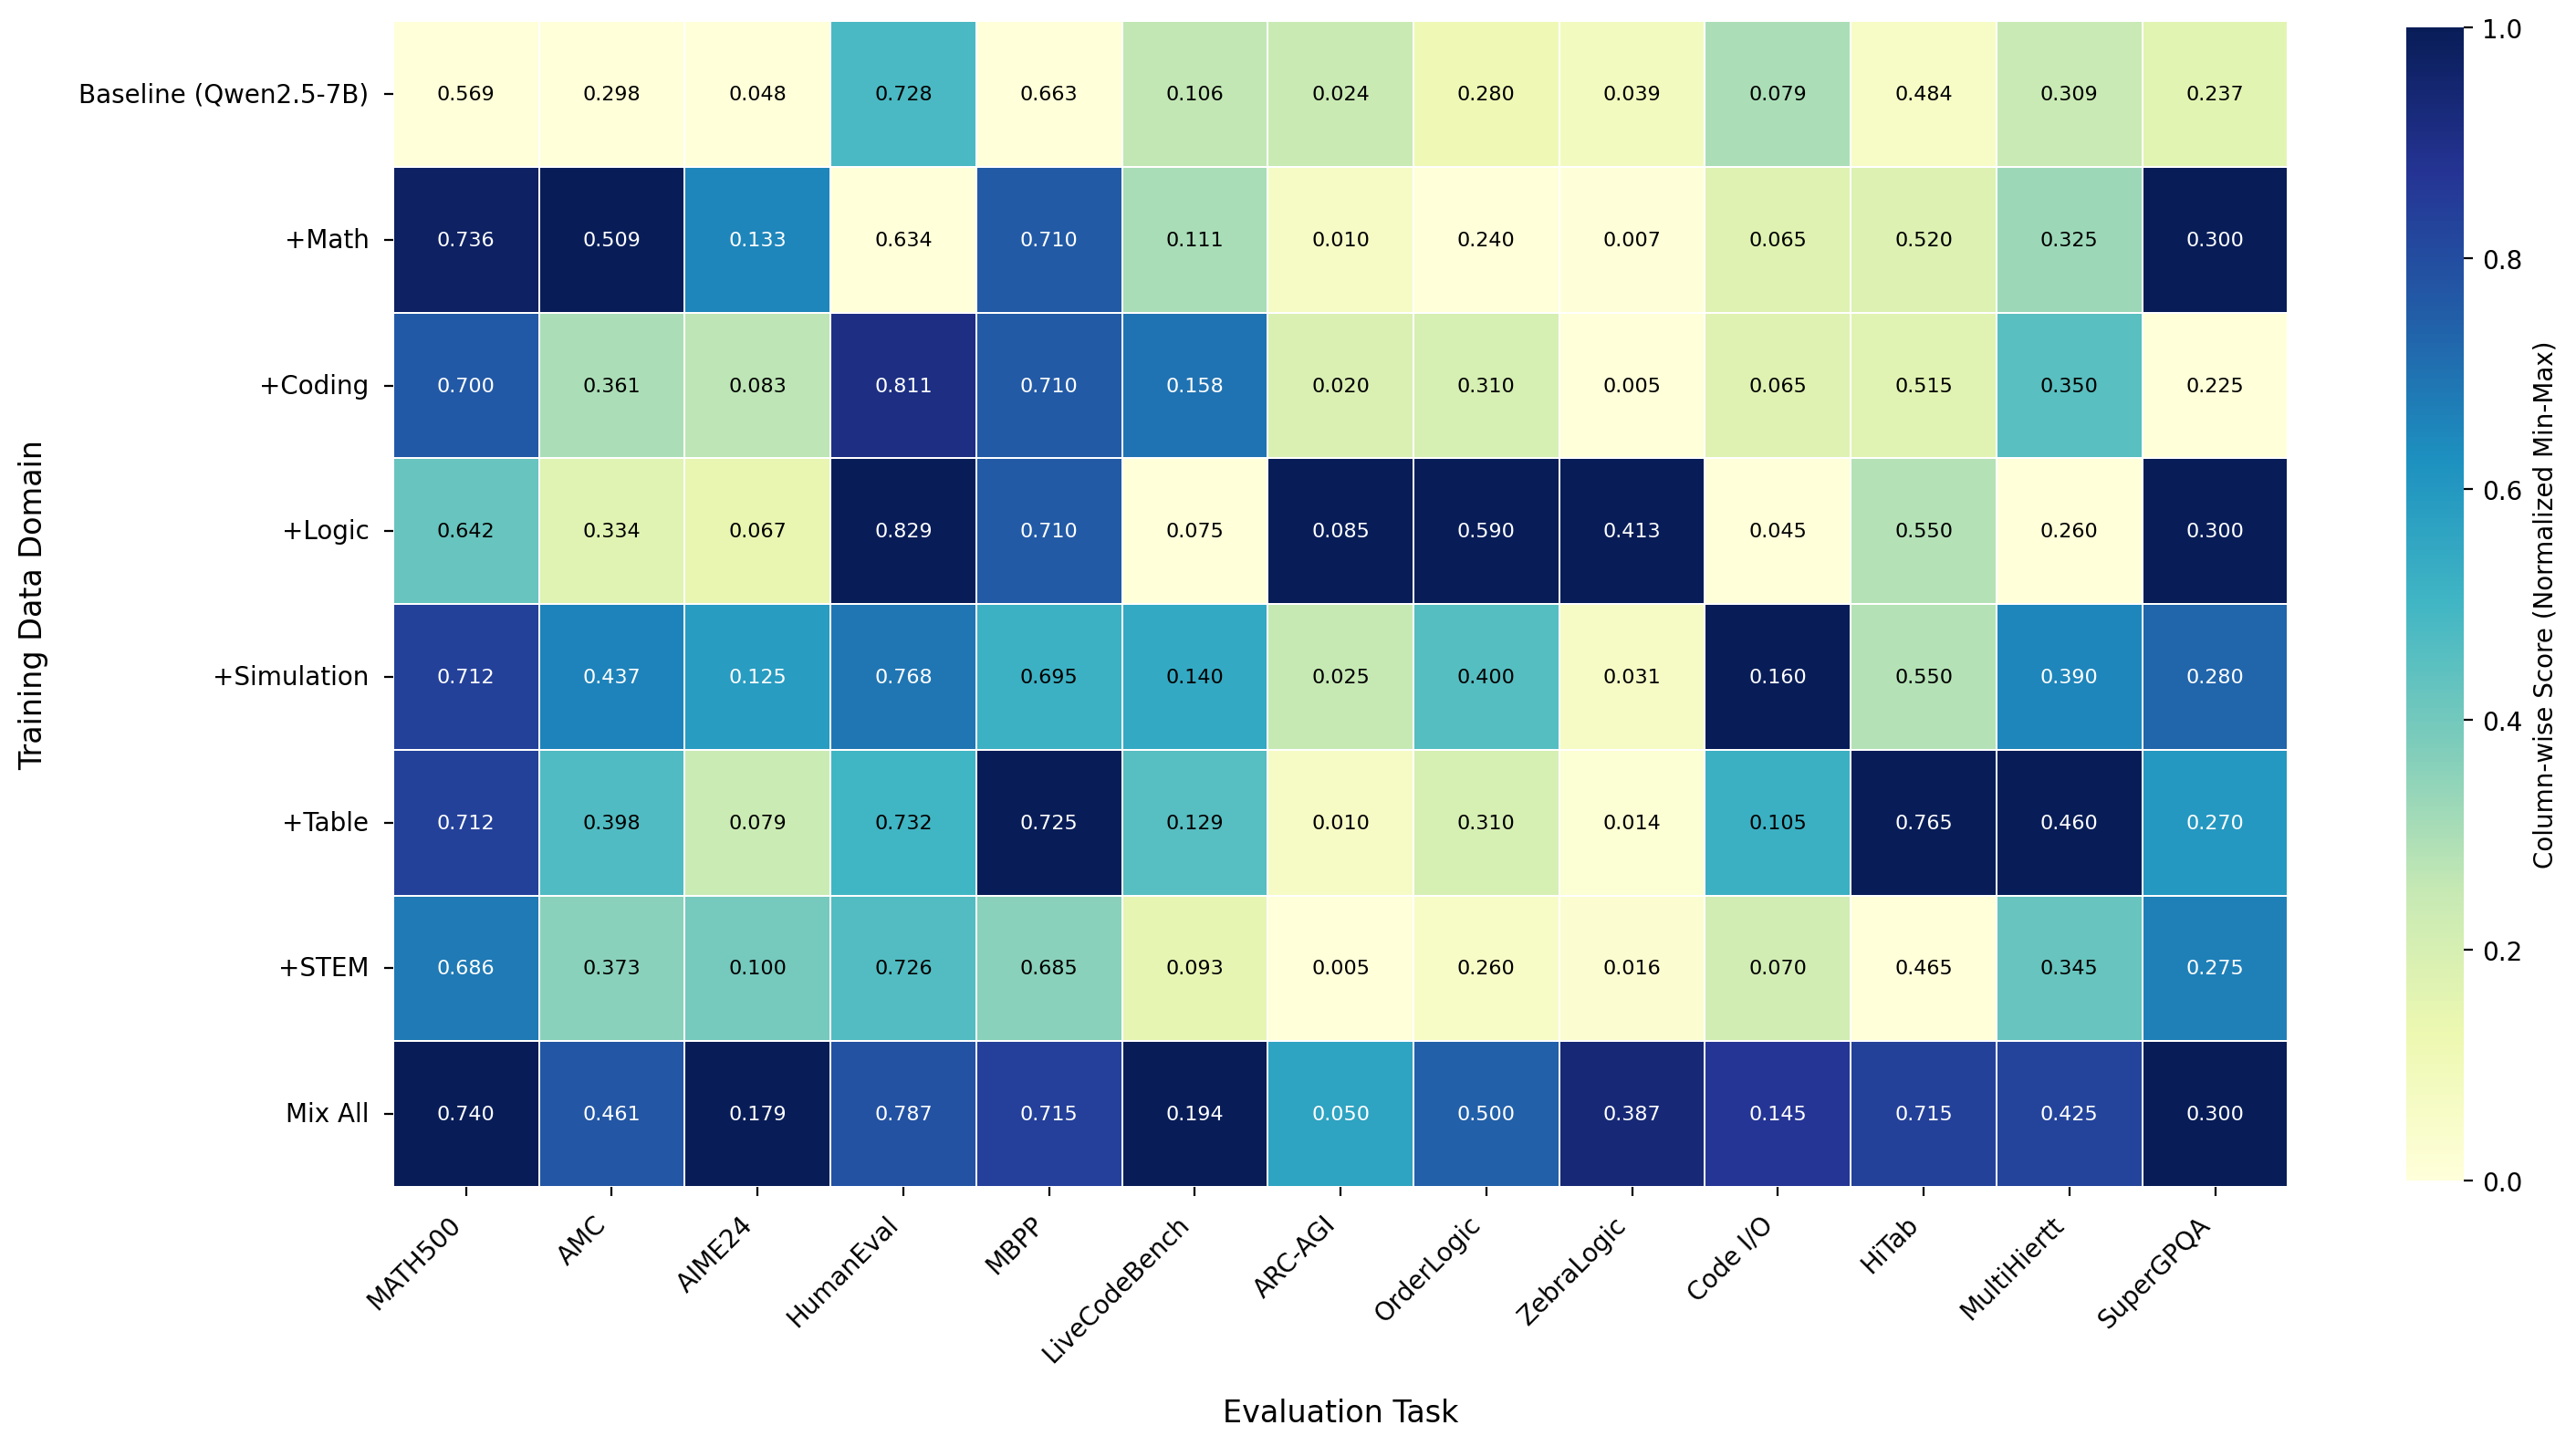 Baseline (Qwen2.5-7B) 0.569 0.298 0.048 0.728 0.663 0.106 0.024 0.280 0.039 0.079 0.484 0.309 0.237
+Math 0.736 0.509 0.133 0.634 0.710 0.111 0.010 0.240 0.007 0.065 0.520 0.325 0.300
+Coding 0.700 0.361 0.083 0.811 0.710 0.158 0.020 0.310 0.005 0.065 0.515 0.350 0.225
+Logic 0.642 0.334 0.067 0.829 0.710 0.075 0.085 0.590 0.413 0.045 0.550 0.260 0.300
+Simulation 0.712 0.437 0.125 0.768 0.695 0.140 0.025 0.400 0.031 0.160 0.550 0.390 0.280
+Table 0.712 0.398 0.079 0.732 0.725 0.129 0.010 0.310 0.014 0.105 0.765 0.460 0.270
+STEM 0.686 0.373 0.100 0.726 0.685 0.093 0.005 0.260 0.016 0.070 0.465 0.345 0.275
Mix All 0.740 0.461 0.179 0.787 0.715 0.194 0.050 0.500 0.387 0.145 0.715 0.425 0.300
MATH500 AMC AIME24 HumanEval MBPP LiveCodeBench ARC-AGI OrderLogic ZebraLogic Code I/O HiTab MultiHiertt SuperGPQA
Evaluation Task
Training Data Domain
1.0
0.8
0.6
0.4
0.2
0.0
Column-wise Score (Normalized Min-Max)